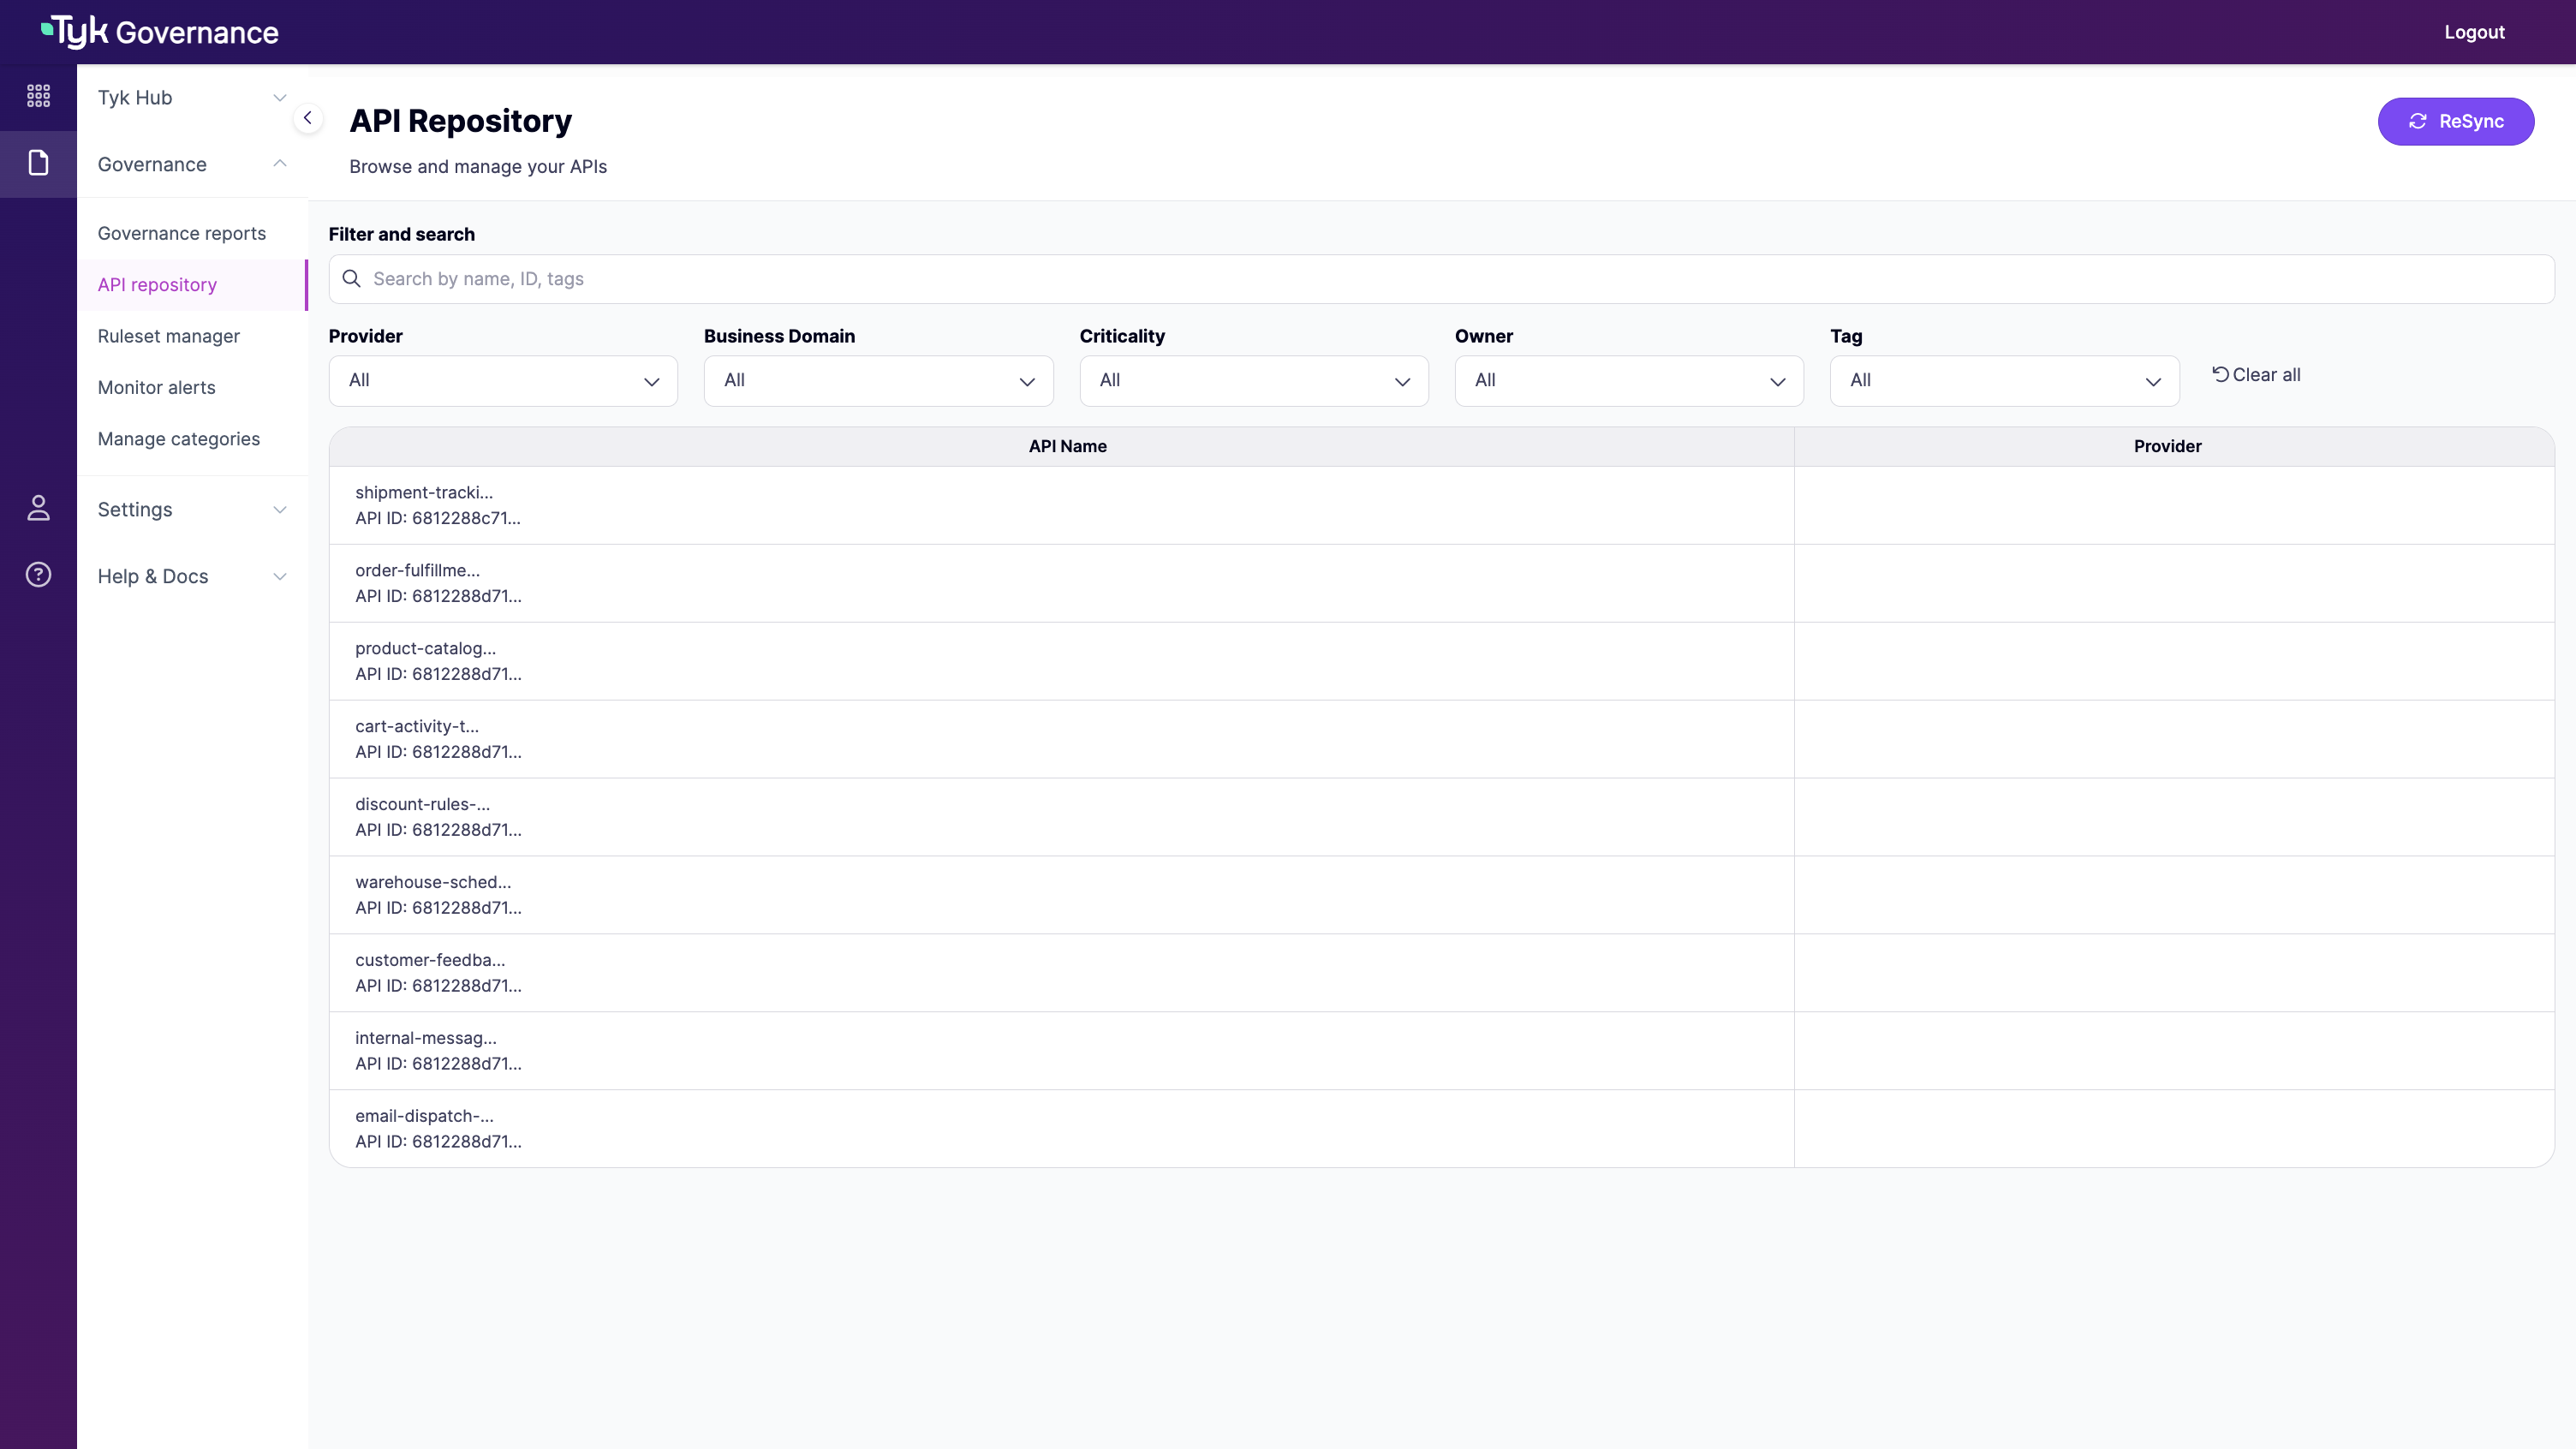 Tyk Governance
Logout
Tyk Hub
Governance
Governance reports
API repository
Ruleset manager
Monitor alerts
Manage categories
Settings
Help & Docs
API Repository
Browse and manage your APIs
ReSync
Filter and search
Search by name, ID, tags
Provider
Business Domain
Criticality
Owner
Tag
All
All
All
All
All
Clear all
API Name
Provider
shipment-tracki...
API ID: 6812288c71...
order-fulfillme...
API ID: 6812288d71...
product-catalog...
API ID: 6812288d71...
cart-activity-t...
API ID: 6812288d71...
discount-rules-...
API ID: 6812288d71...
warehouse-sched...
API ID: 6812288d71...
customer-feedba...
API ID: 6812288d71...
internal-messag...
API ID: 6812288d71...
email-dispatch-...
API ID: 6812288d71...